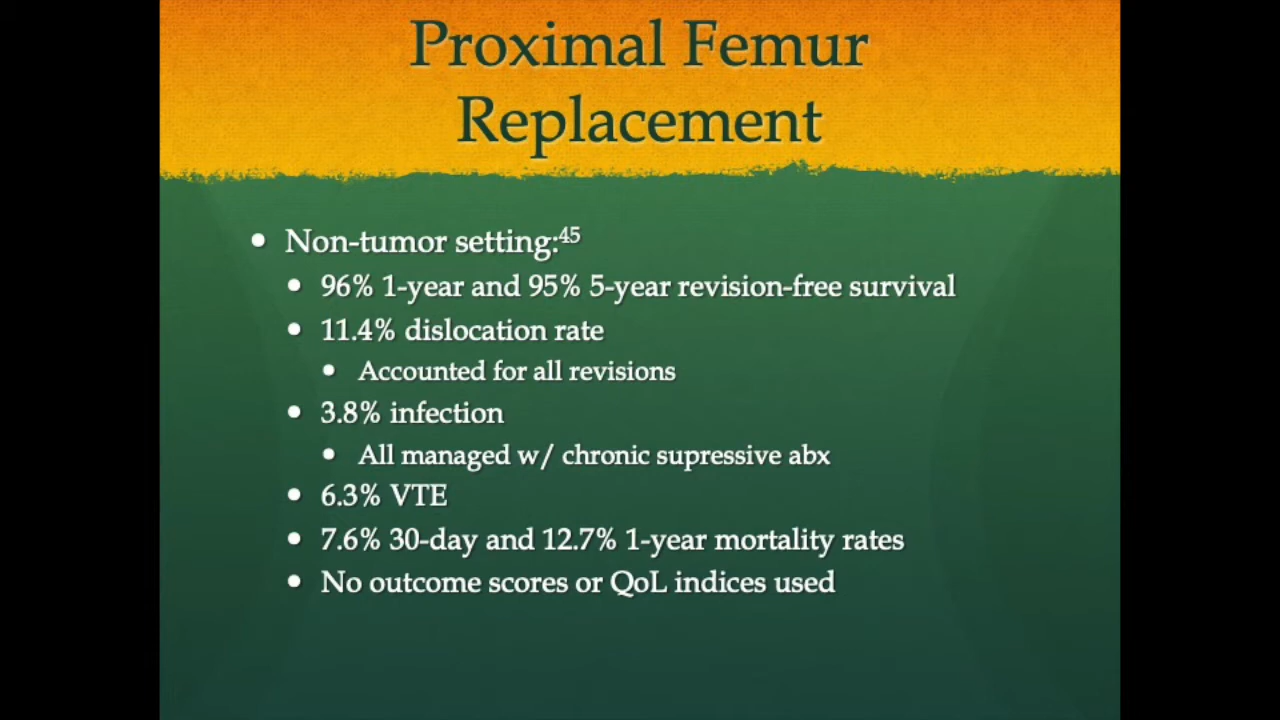 Proximal Femur
Replacement
• Non-tumor setting:45
• 96% 1-year and 95% 5-year revision-free survival
• 11.4% dislocation rate
• Accounted for all revisions
• 3.8% infection
• All managed w/ chronic supressive abx
• 6.3% VTE
• 7.6% 30-day and 12.7% 1-year mortality rates
• No outcome scores or QoL indices used